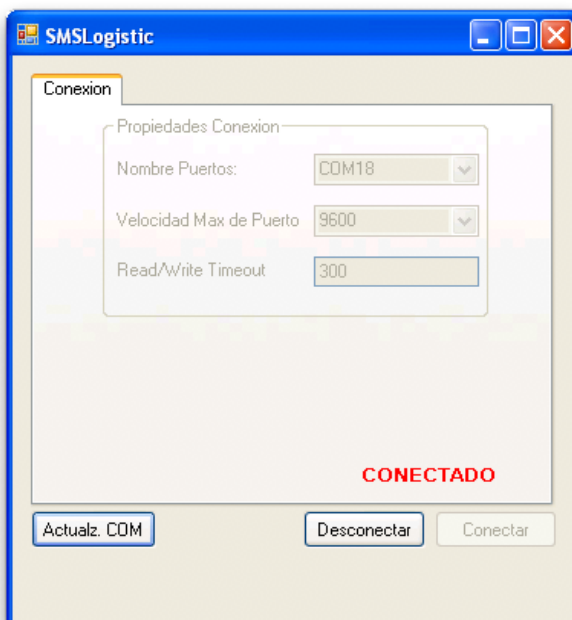 SMSLogistic
Conexion
Propiedades Conexion
Nombre Puertos: COM18
Velocidad Max de Puerto 9600
Read/Write Timeout 300
CONECTADO
Actualz. COM Desconectar Conectar